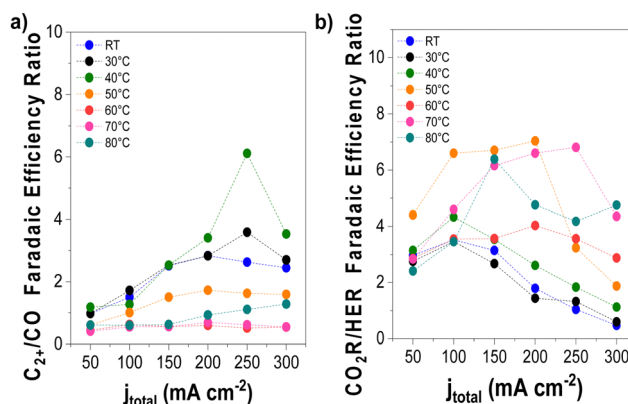 a)
C₂₊/CO Faradaic Efficiency Ratio
10
8
6
4
2
0
RT
30°C
40°C
50°C
60°C
70°C
80°C
50 100 150 200 250 300
j_total (mA cm⁻²)
b)
CO₂R/HER Faradaic Efficiency Ratio
10
8
6
4
2
0
RT
30°C
40°C
50°C
60°C
70°C
80°C
50 100 150 200 250 300
j_total (mA cm⁻²)